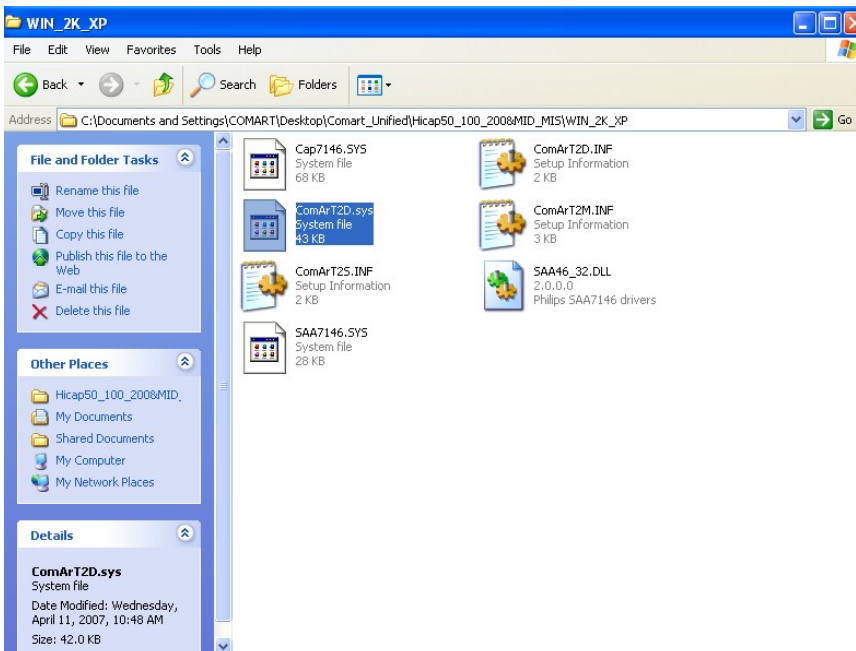 WIN_2K_XP
File Edit View Favorites Tools Help
Back Search Folders
Address C:\Documents and Settings\COMART\Desktop\Comart_Unified\Hicap50_100_200&MID_MIS\WIN_2K_XP Go
File and Folder Tasks
Rename this file
Move this file
Copy this file
Publish this file to the
Web
E-mail this file
Delete this file
Other Places
Hicap50_100_200&MID_
My Documents
Shared Documents
My Computer
My Network Places
Details
ComArT2D.sys
System file
Date Modified: Wednesday,
April 11, 2007, 10:48 AM
Size: 42.0 KB
Cap7146.SYS
System file
68 KB
ComArT2D.INF
Setup Information
2 KB
ComArT2D.sys
System file
43 KB
ComArT2M.INF
Setup Information
3 KB
ComArT2S.INF
Setup Information
2 KB
SAA46_32.DLL
2.0.0.0
Philips SAA7146 drivers
SAA7146.SYS
System file
28 KB